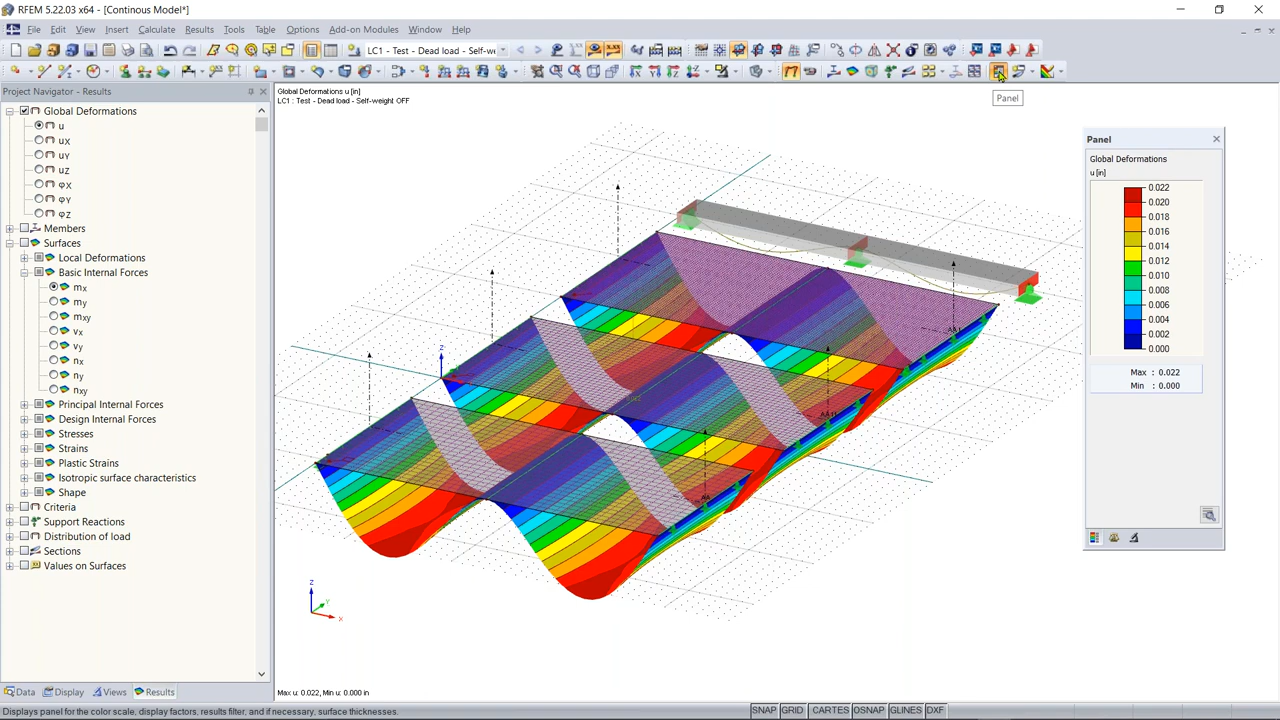 RFEM 5.22.03 x64 - [Continous Model*]
File Edit View Insert Calculate Results Tools Table Options Add-on Modules Window Help
LC1 - Test - Dead load - Self-we
Panel
Project Navigator - Results
Global Deformations
u
uX
uY
uZ
φX
φY
φZ
Members
Surfaces
Local Deformations
Basic Internal Forces
mx
my
mxy
vx
vy
nx
ny
nxy
Principal Internal Forces
Design Internal Forces
Stresses
Strains
Plastic Strains
Isotropic surface characteristics
Shape
Criteria
Support Reactions
Distribution of load
Sections
Values on Surfaces
Data Display Views Results
Global Deformations u [in]
LC1 : Test - Dead load - Self-weight OFF
Z
Y
X
Max u: 0.022, Min u: 0.000 in
Panel
Global Deformations
u [in]
0.022
0.020
0.018
0.016
0.014
0.012
0.010
0.008
0.006
0.004
0.002
0.000
Max : 0.022
Min : 0.000
Displays panel for the color scale, display factors, results filter, and if necessary, surface thicknesses.
SNAP GRID CARTES OSNAP GLINES DXF